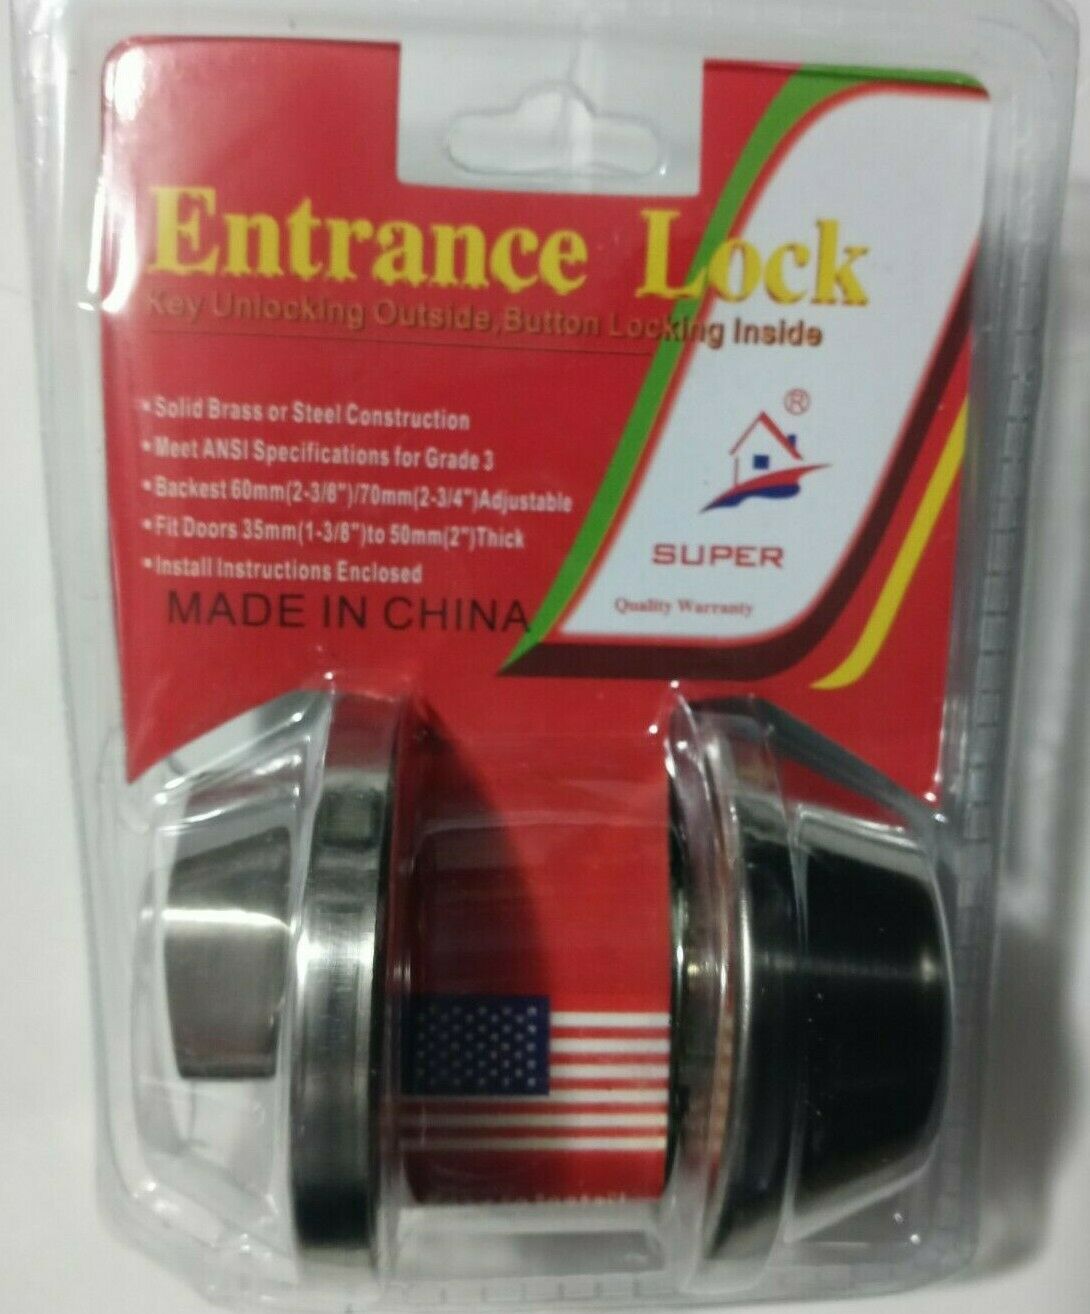 Entrance Lock
Key Unlocking Outside,Button Locking Inside
•Solid Brass or Steel Construction
•Meet ANSI Specifications for Grade 3
•Backest 60mm(2-3/8")/70mm(2-3/4")Adjustable
•Fit Doors 35mm(1-3/8")to 50mm(2")Thick
•Install Instructions Enclosed
MADE IN CHINA
®
SUPER
Quality Warranty